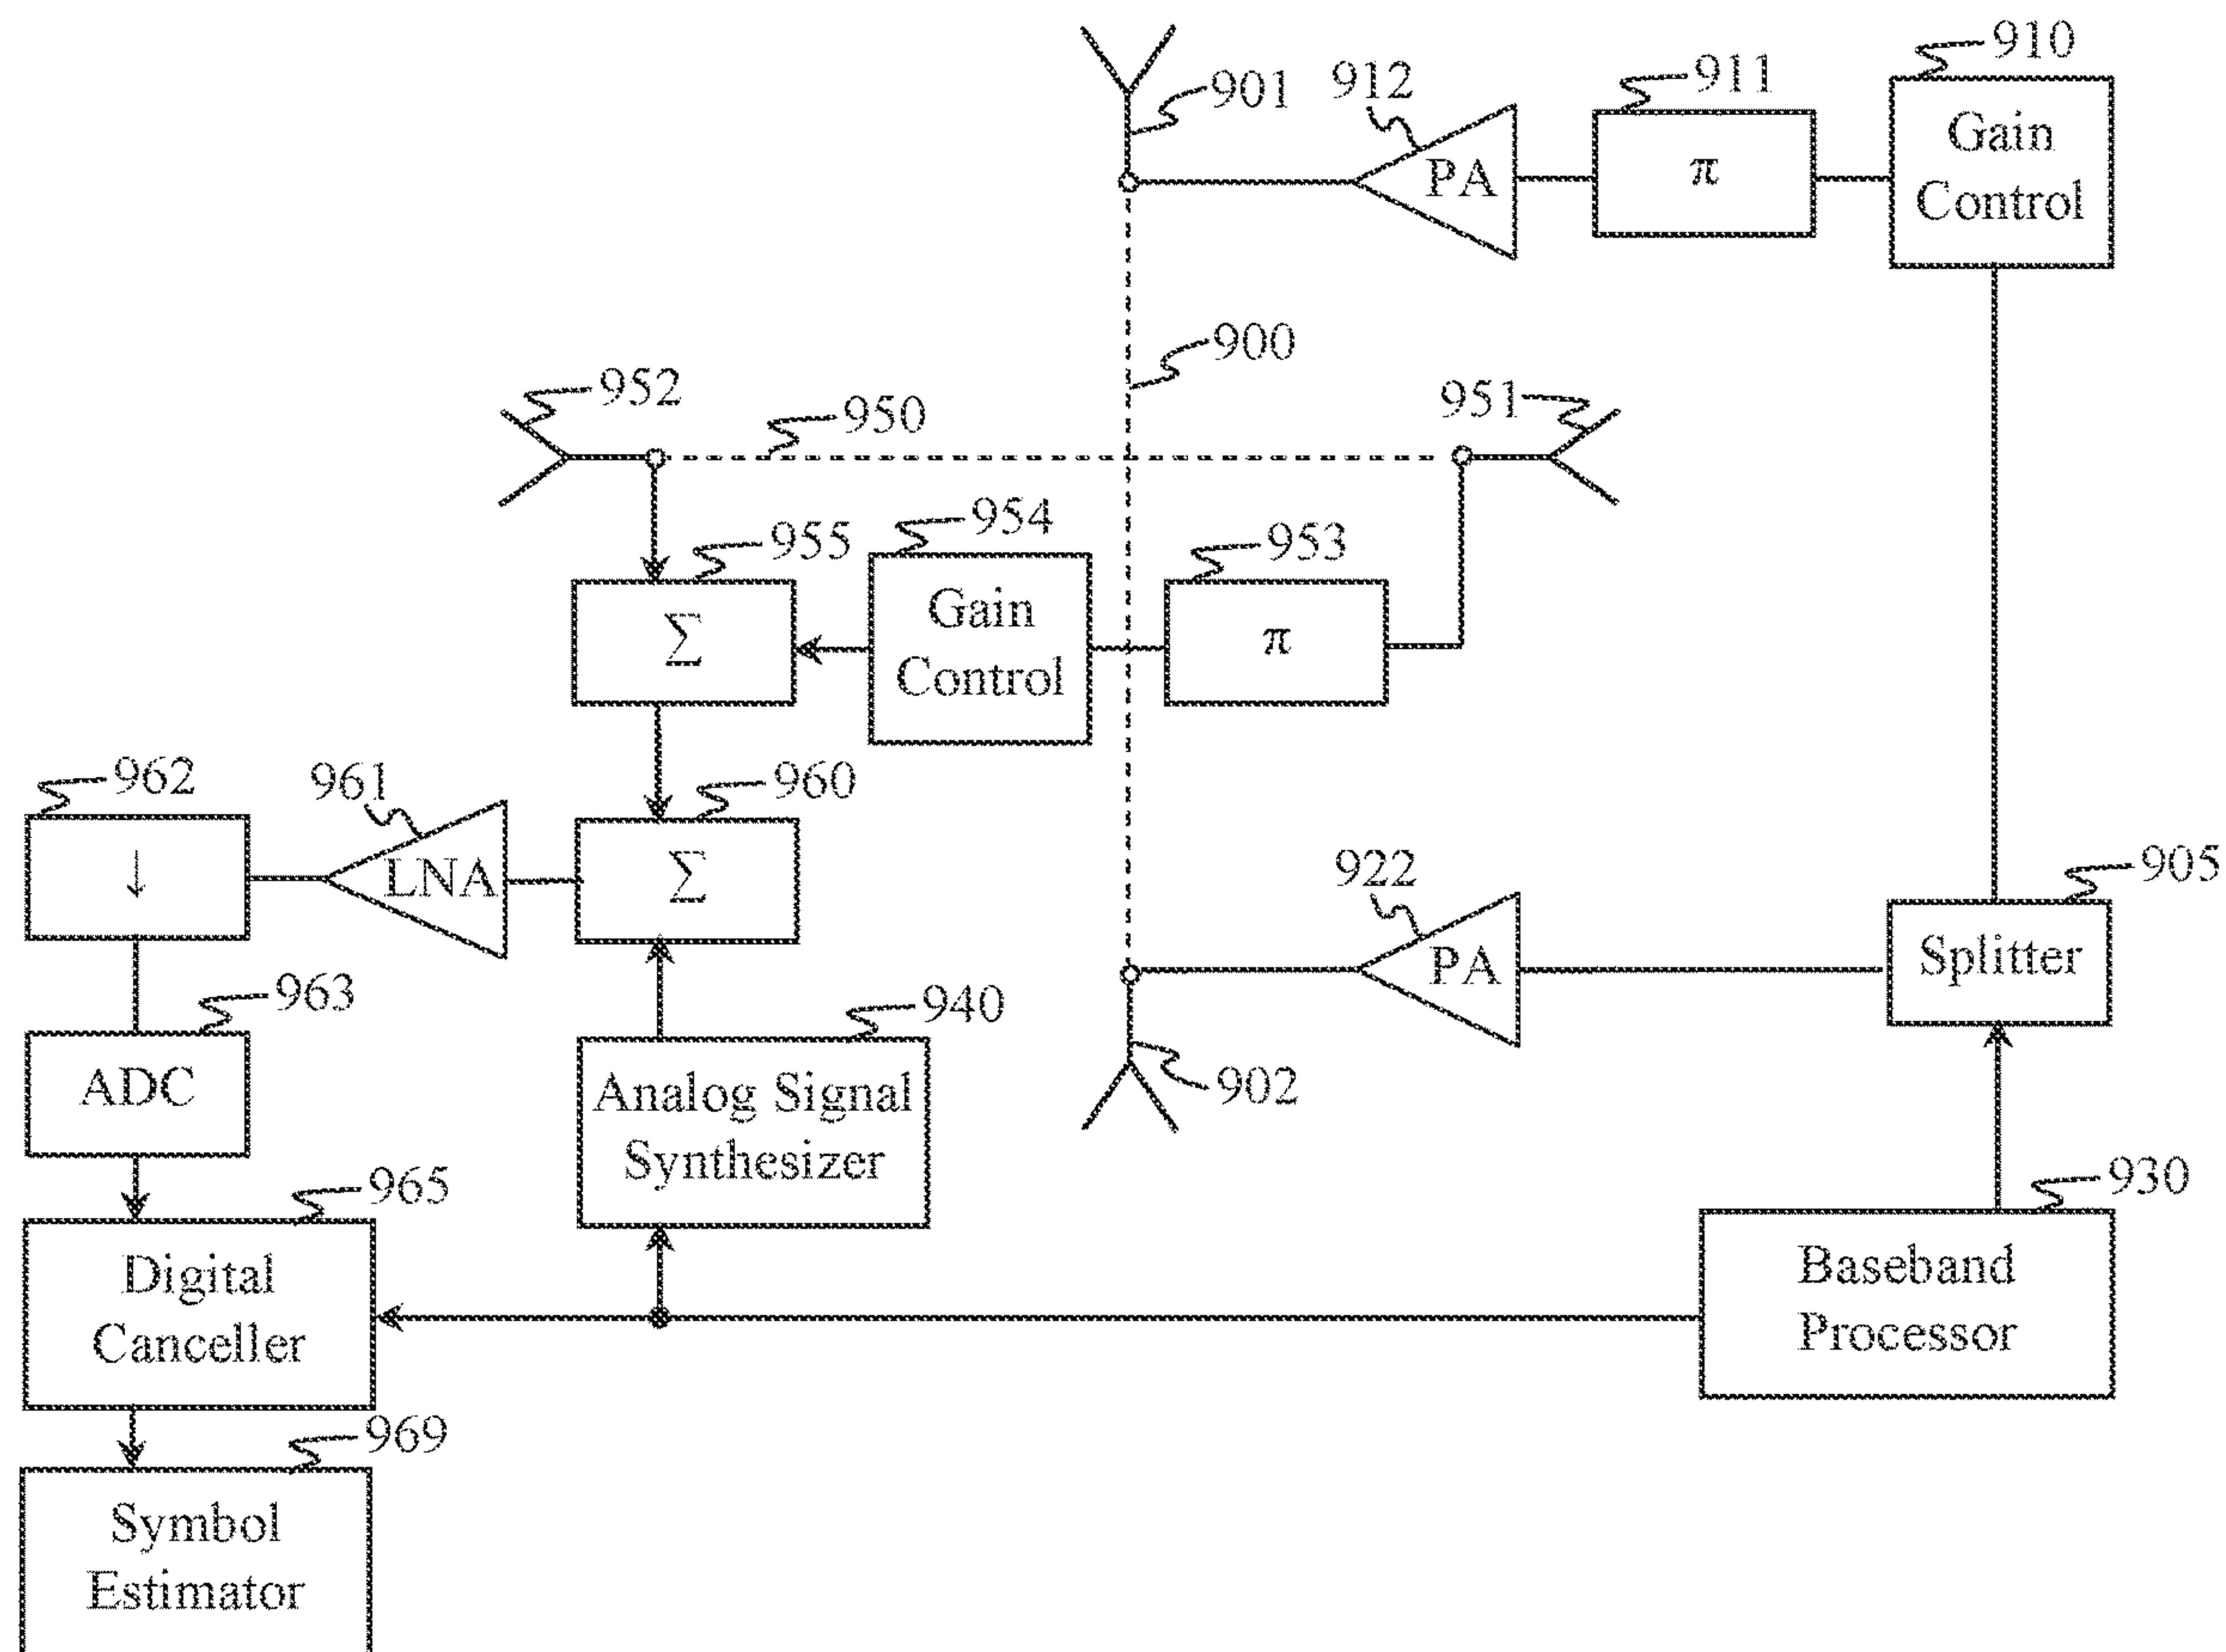 910
911
912
901
Gain
Control
π
PA
900
952
950
951
954
955
953
Gain
Control
Σ
π
962
961
960
922
905
LNA
↓
Σ
PA
Splitter
963
940
ADC
Analog Signal
Synthesizer
902
965
930
Digital
Canceller
Baseband
Processor
969
Symbol
Estimator